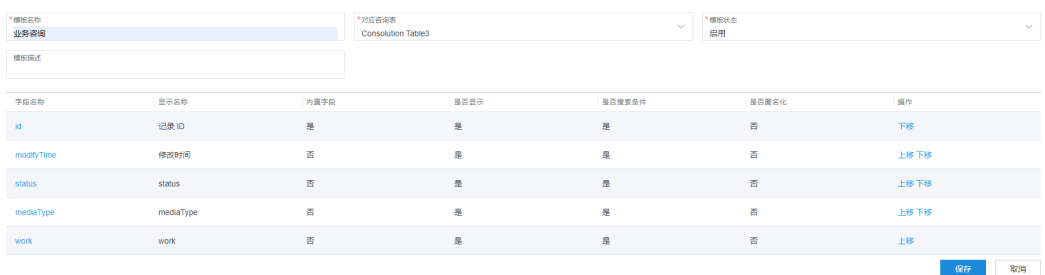 *模板名称 *对应咨询表 *模板状态
业务咨询 Consolution Table3 启用
模板描述
字段名称 显示名称 内置字段 是否显示 是否搜索条件 是否匿名化 操作
id 记录 ID 是 是 是 否 下移
modifyTime 修改时间 否 是 是 否 上移 下移
status status 否 是 是 否 上移 下移
mediaType mediaType 否 是 是 否 上移 下移
work work 否 是 是 否 上移
保存 取消